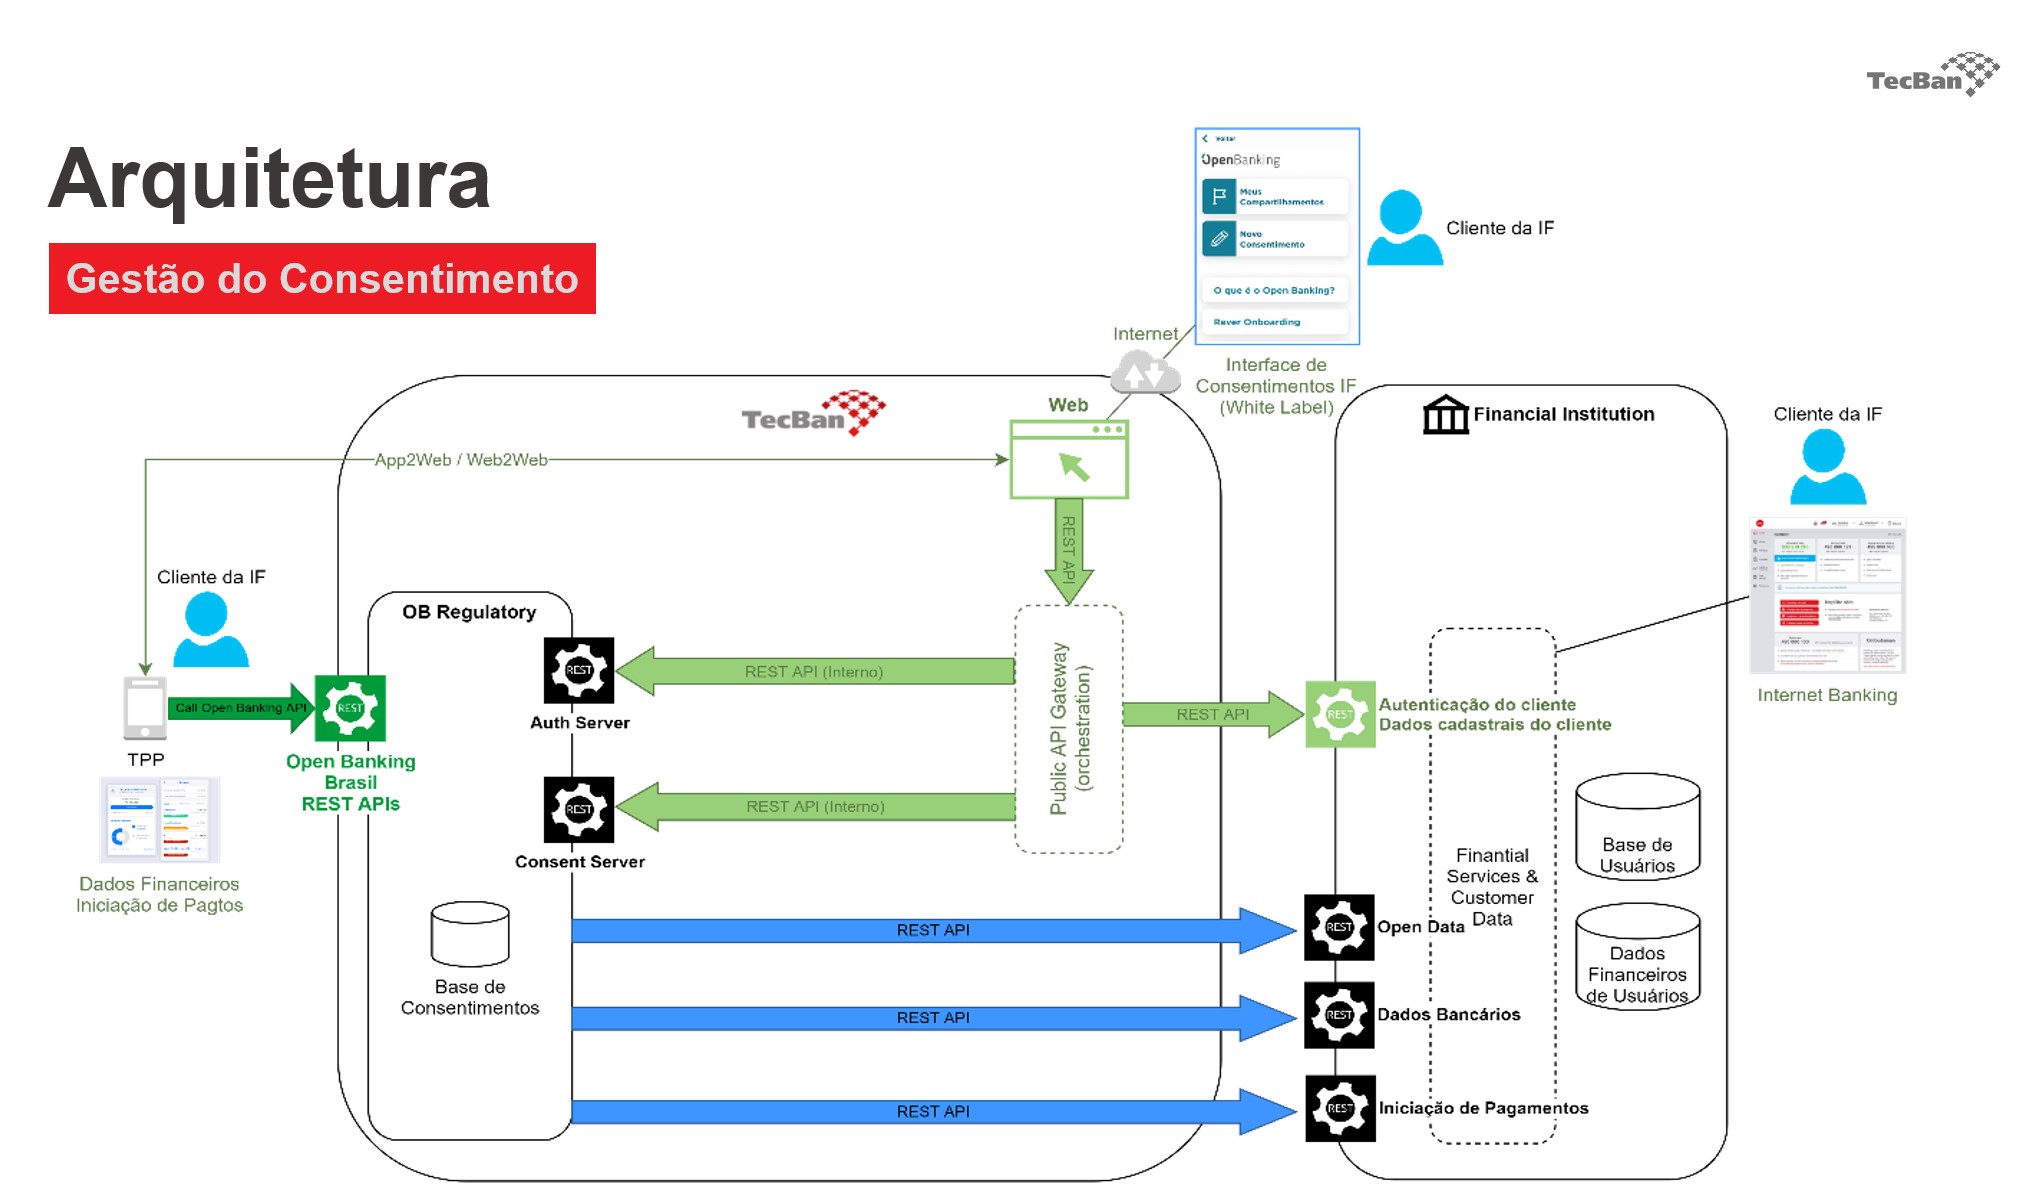 TecBan
Arquitetura
Gestão do Consentimento
Voltar
OpenBanking
Meus
Compartilhamentos
Novo
Consentimento
O que é o Open Banking?
Rever Onboarding
Cliente da IF
Internet
Interface de
Consentimentos IF
(White Label)
TecBan
Web
Financial Institution
Cliente da IF
App2Web / Web2Web
REST API
Cliente da IF
OB Regulatory
REST
Auth Server
REST API (Interno)
Public API Gateway
(orchestration)
REST API
REST
Autenticação do cliente
Dados cadastrais do cliente
Internet Banking
Call Open Banking API
REST
TPP
Open Banking
Brasil
REST APIs
REST
Consent Server
REST API (Interno)
Dados Financeiros
Iniciação de Pagtos
Finantial
Services &
Customer
Data
Base de
Usuários
Base de
Consentimentos
REST API
REST
Open Data
Dados
Financeiros
de Usuários
REST API
REST
Dados Bancários
REST API
REST
Iniciação de Pagamentos